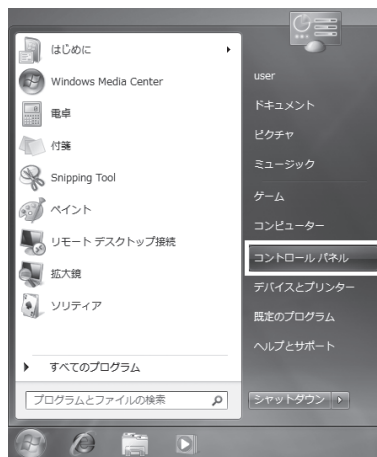 はじめに
Windows Media Center
電卓
付箋
Snipping Tool
ペイント
リモート デスクトップ接続
拡大鏡
ソリティア
すべてのプログラム
プログラムとファイルの検索
user
ドキュメント
ピクチャ
ミュージック
ゲーム
コンピューター
コントロール パネル
デバイスとプリンター
既定のプログラム
ヘルプとサポート
シャットダウン